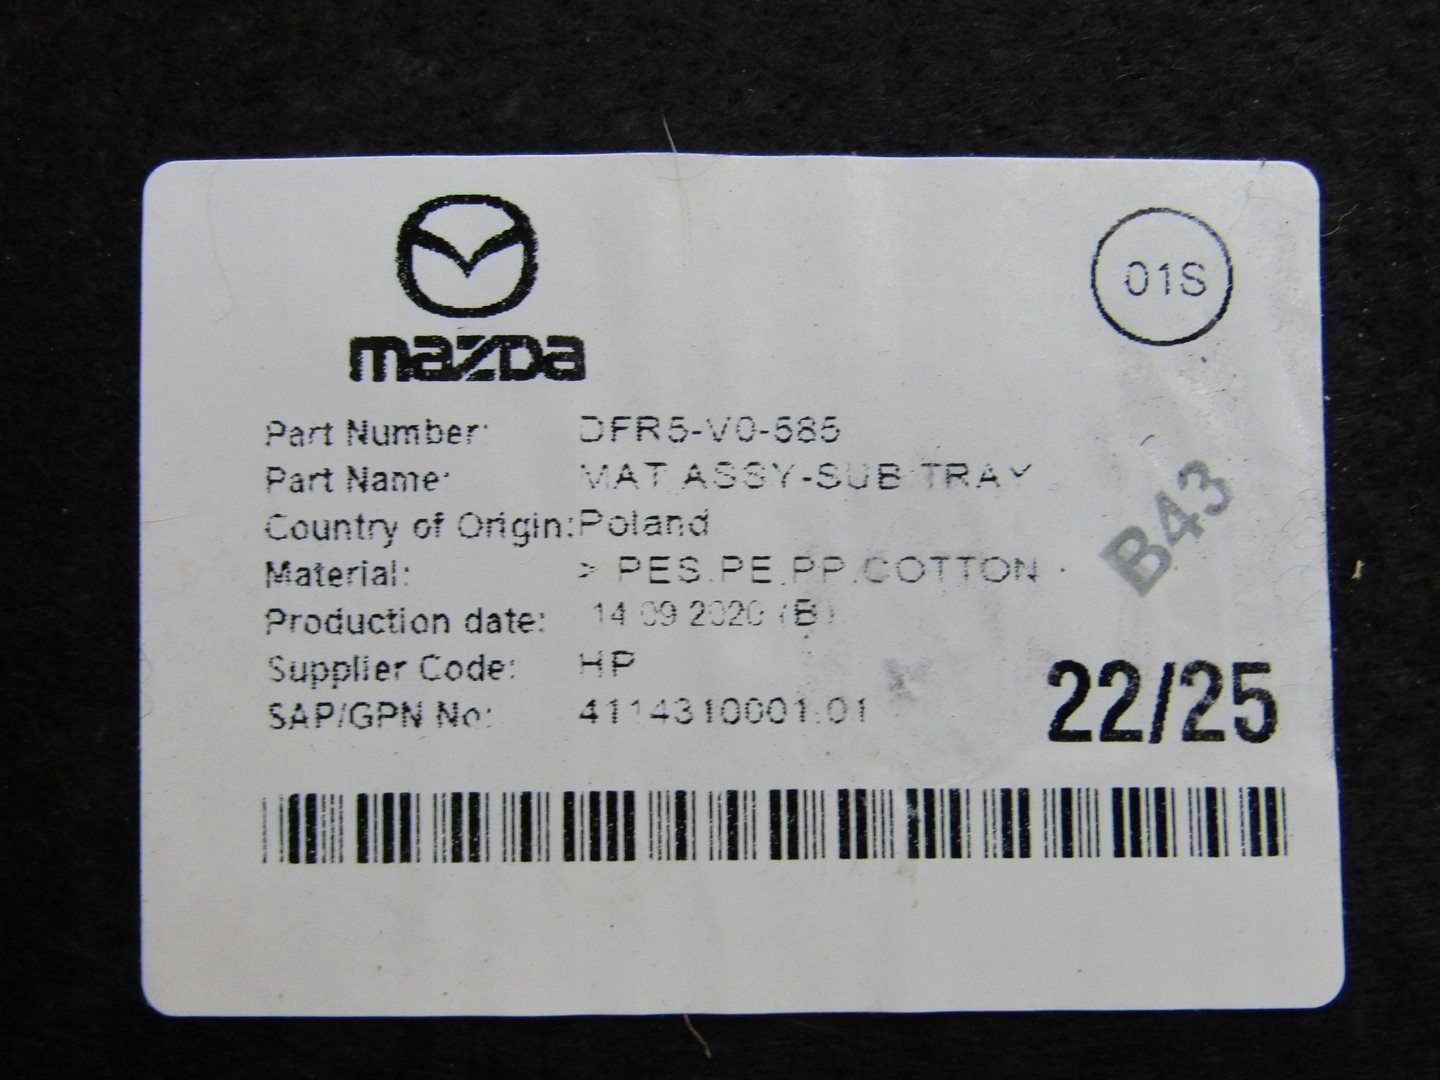 01S
mazda
Part Number: DFR5-V0-585
Part Name: MAT ASSY-SUB TRAY
Country of Origin: Poland
Material: > PES.PE.PP.COTTON
B43
Production date: 14 09 2020 (B)
Supplier Code: HP
SAP/GPN No: 4114310001.01
22/25